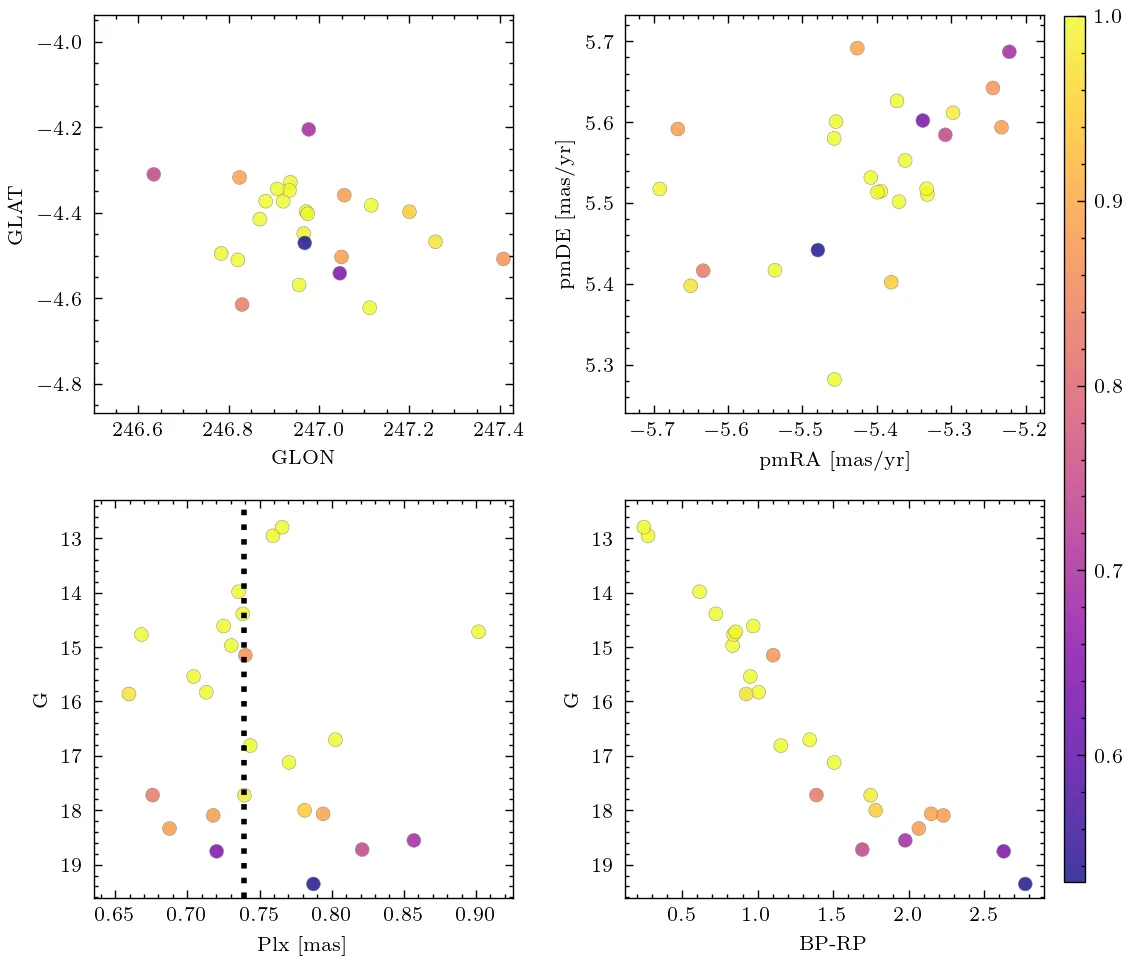 −4.0
−4.2
−4.4
−4.6
−4.8
GLAT
246.6 246.8 247.0 247.2 247.4
GLON
5.7
5.6
5.5
5.4
5.3
pmDE [mas/yr]
−5.7 −5.6 −5.5 −5.4 −5.3 −5.2
pmRA [mas/yr]
1.0
0.9
0.8
0.7
0.6
13
14
15
16
17
18
19
G
0.65 0.70 0.75 0.80 0.85 0.90
Plx [mas]
13
14
15
16
17
18
19
G
0.5 1.0 1.5 2.0 2.5
BP-RP